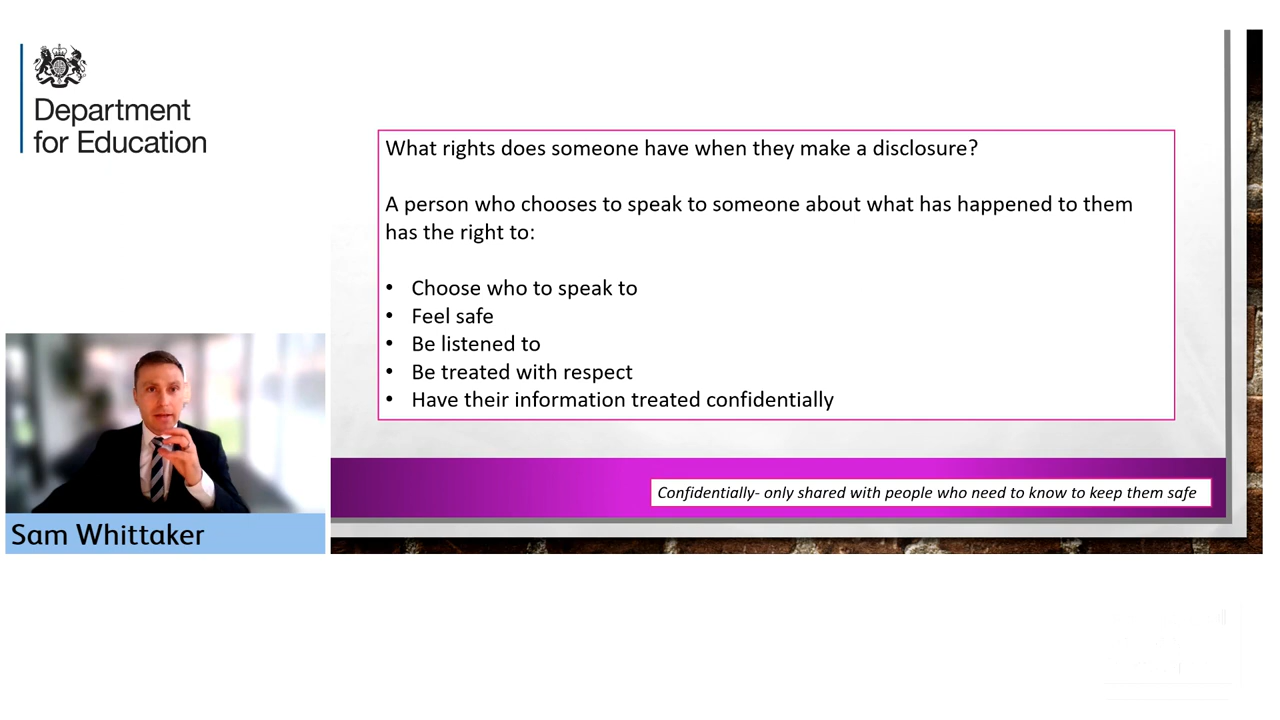 Department
for Education
What rights does someone have when they make a disclosure?
A person who chooses to speak to someone about what has happened to them
has the right to:
• Choose who to speak to
• Feel safe
• Be listened to
• Be treated with respect
• Have their information treated confidentially
Confidentially- only shared with people who need to know to keep them safe
Sam Whittaker